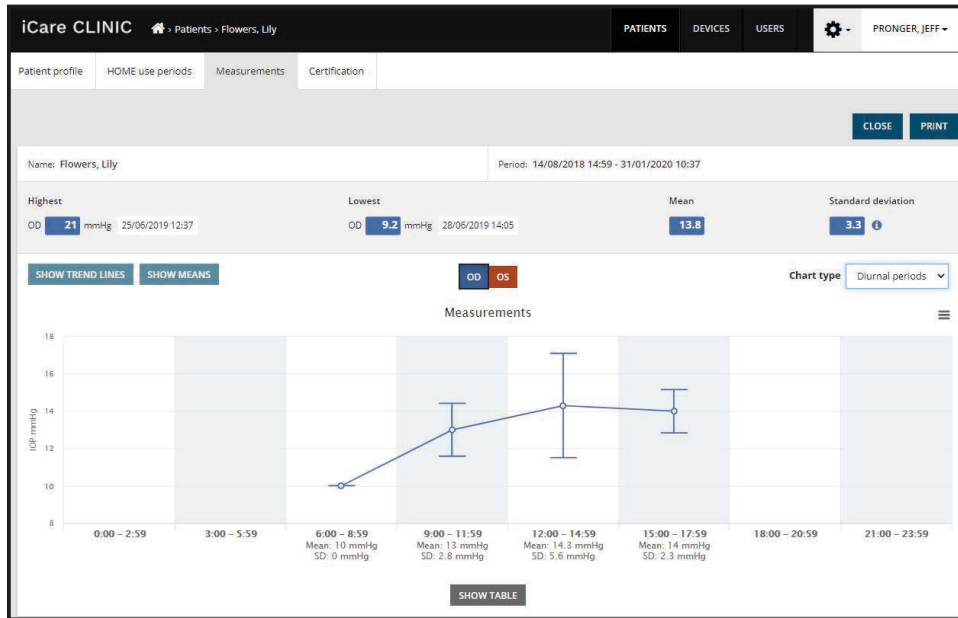 iCare CLINIC › Patients › Flowers, Lily PATIENTS DEVICES USERS PRONGER, JEFF
Patient profile HOME use periods Measurements Certification
CLOSE PRINT
Name: Flowers, Lily Period: 14/08/2018 14:59 - 31/01/2020 10:37
Highest Lowest Mean Standard deviation
OD 21 mmHg 25/06/2019 12:37 OD 9.2 mmHg 28/06/2019 14:05 13.8 3.3 i
SHOW TREND LINES SHOW MEANS OD OS Chart type Diurnal periods
Measurements
18
16
14
12
10
8
IOP mmHg
0:00 – 2:59 3:00 – 5:59 6:00 – 8:59 9:00 – 11:59 12:00 – 14:59 15:00 – 17:59 18:00 – 20:59 21:00 – 23:59
Mean: 10 mmHg Mean: 13 mmHg Mean: 14.3 mmHg Mean: 14 mmHg
SD: 0 mmHg SD: 2.8 mmHg SD: 5.6 mmHg SD: 2.3 mmHg
SHOW TABLE